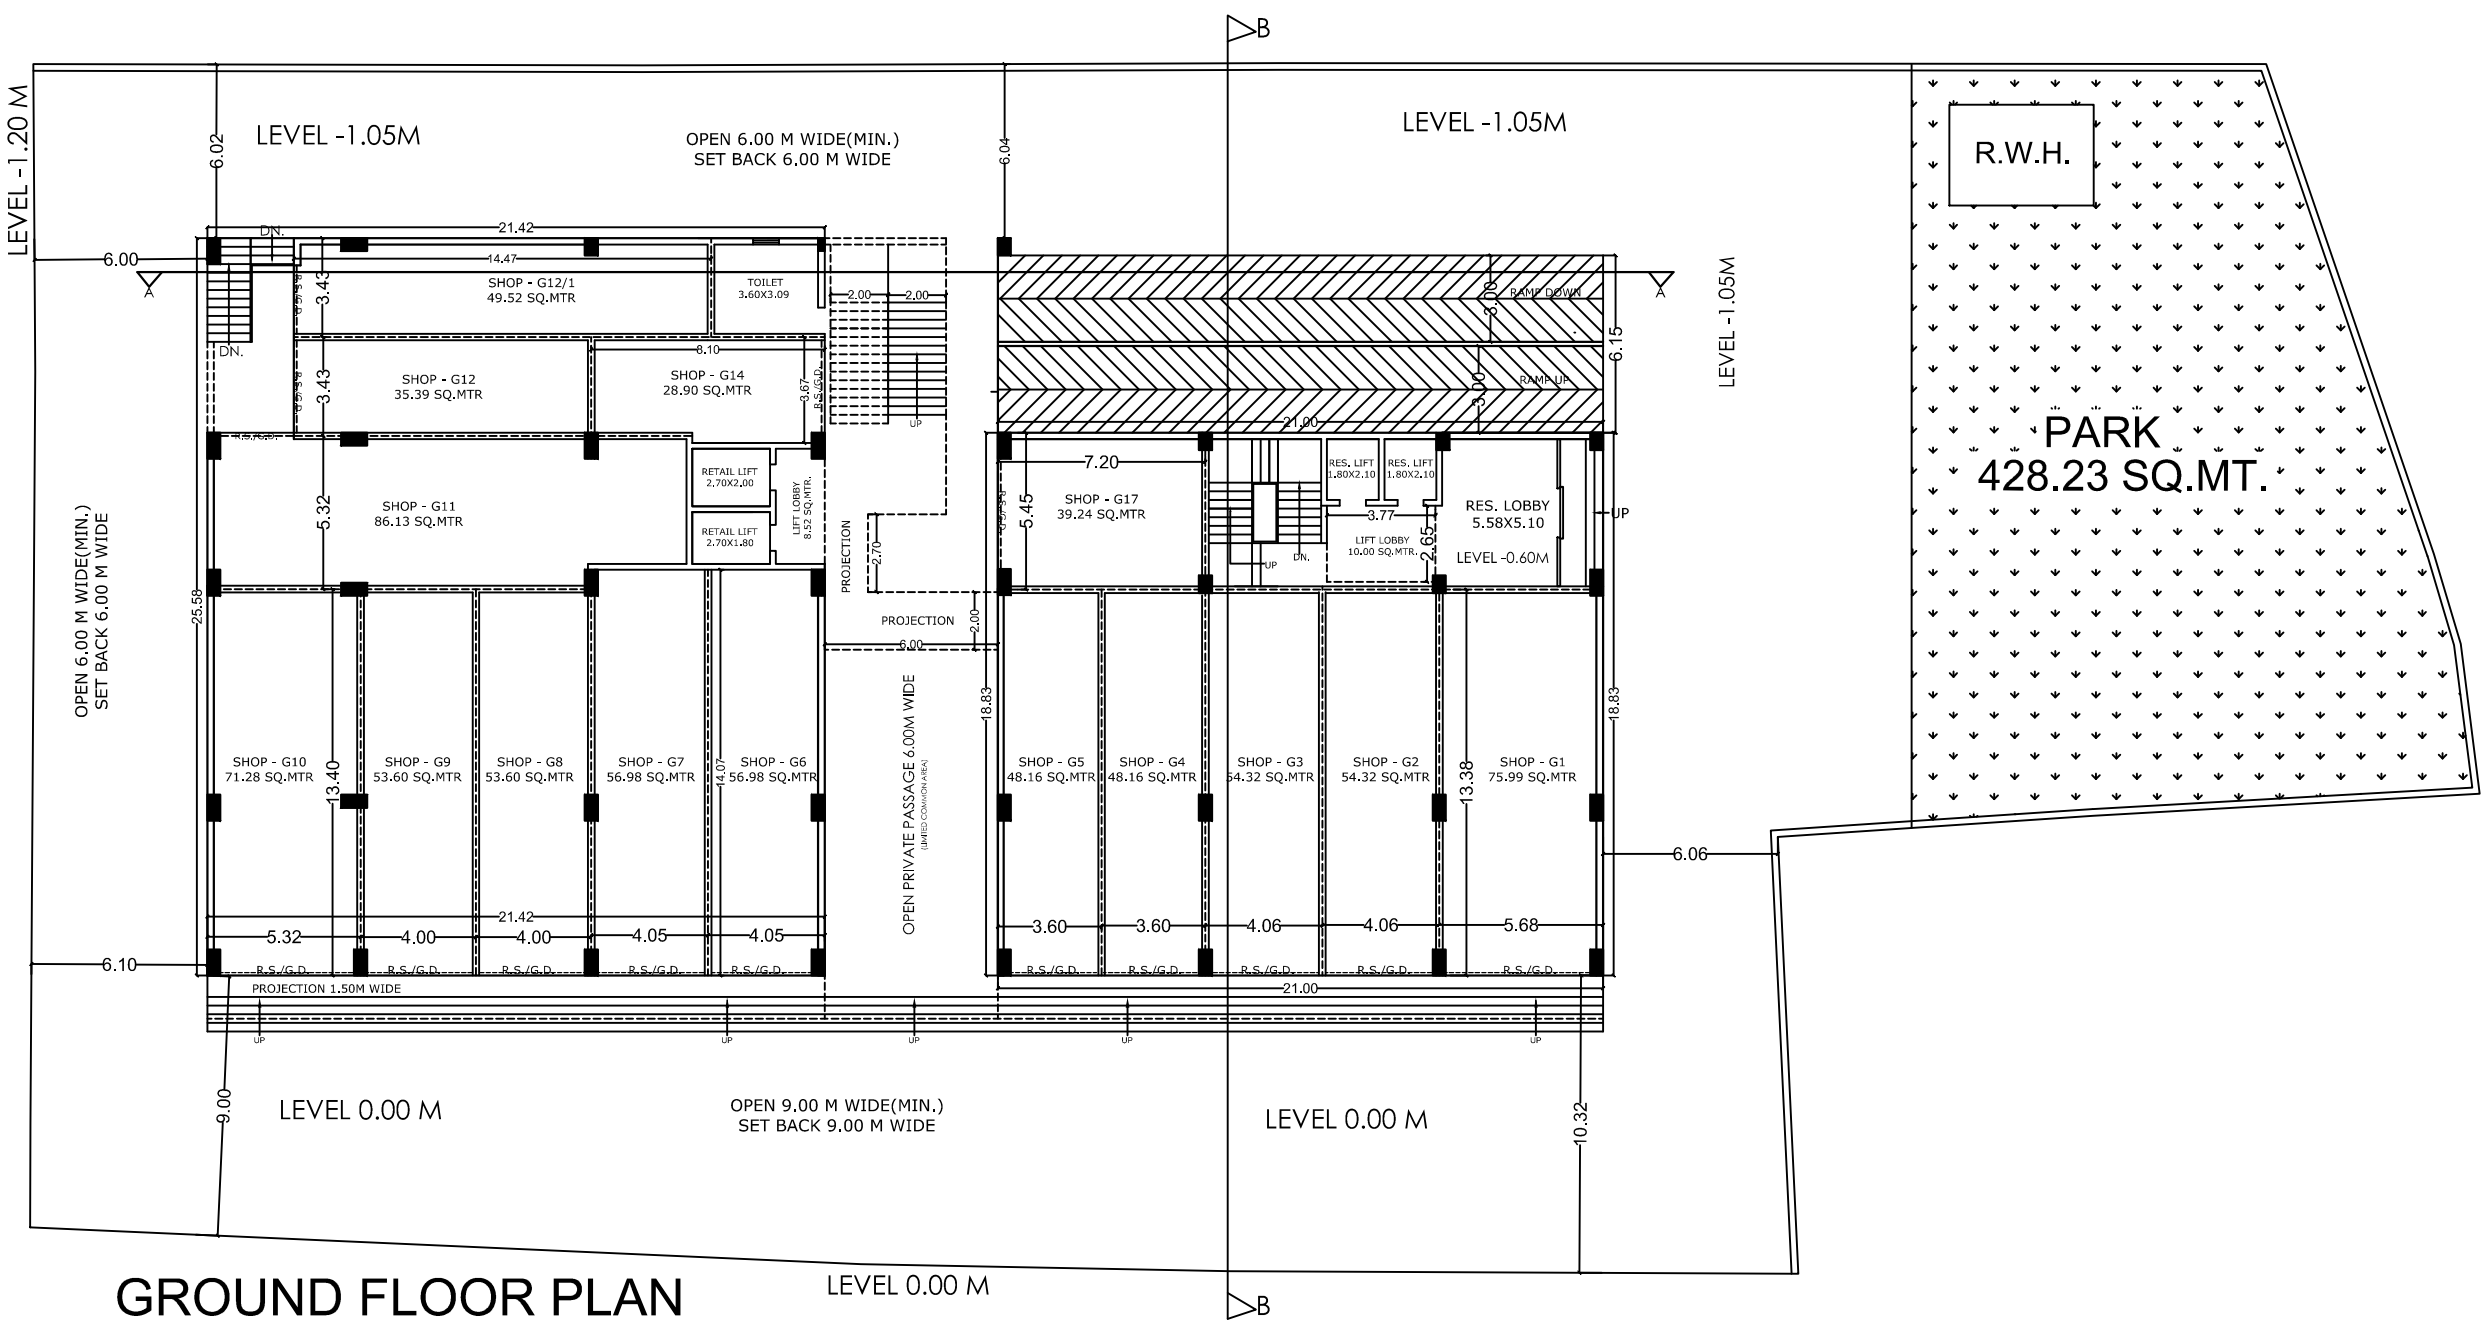 B
LEVEL -1.20 M
6.02
LEVEL -1.05M
OPEN 6.00 M WIDE(MIN.)
SET BACK 6.00 M WIDE
6.04
LEVEL -1.05M
R.W.H.
21.42
DN.
6.00
A
14.47
SHOP - G12/1
49.52 SQ.MTR
3.43
R.S./G.D.
TOILET
3.60X3.09
2.00
2.00
RAMP DOWN
3.00
A
LEVEL -1.05M
6.15
DN.
8.10
SHOP - G12
35.39 SQ.MTR
3.43
R.S./G.D.
SHOP - G14
28.90 SQ.MTR
3.67
R.S./G.D.
UP
RAMP UP
3.00
21.00
PARK
428.23 SQ.MT.
R.S./G.D.
RETAIL LIFT
2.70X2.00
RETAIL LIFT
2.70X1.80
LIFT LOBBY
8.52 SQ.MTR.
SHOP - G11
86.13 SQ.MTR
5.32
PROJECTION
2.70
7.20
SHOP - G17
39.24 SQ.MTR
5.45
R.S./G.D.
RES. LIFT
1.80X2.10
RES. LIFT
1.80X2.10
3.77
LIFT LOBBY
10.00 SQ.MTR.
2.65
RES. LOBBY
5.58X5.10
LEVEL -0.60M
UP
DN.
UP
OPEN 6.00 M WIDE(MIN.)
SET BACK 6.00 M WIDE
25.58
PROJECTION
2.00
6.00
18.83
18.83
OPEN PRIVATE PASSAGE 6.00M WIDE
(LIMITED COMMON AREA)
SHOP - G10
71.28 SQ.MTR
13.40
SHOP - G9
53.60 SQ.MTR
SHOP - G8
53.60 SQ.MTR
SHOP - G7
56.98 SQ.MTR
14.07
SHOP - G6
56.98 SQ.MTR
SHOP - G5
48.16 SQ.MTR
SHOP - G4
48.16 SQ.MTR
SHOP - G3
54.32 SQ.MTR
SHOP - G2
54.32 SQ.MTR
13.38
SHOP - G1
75.99 SQ.MTR
6.06
21.42
5.32
4.00
4.00
4.05
4.05
3.60
3.60
4.06
4.06
5.68
6.10
R.S./G.D.
R.S./G.D.
R.S./G.D.
R.S./G.D.
R.S./G.D.
R.S./G.D.
R.S./G.D.
R.S./G.D.
R.S./G.D.
R.S./G.D.
PROJECTION 1.50M WIDE
21.00
UP
UP
UP
UP
UP
9.00
LEVEL 0.00 M
OPEN 9.00 M WIDE(MIN.)
SET BACK 9.00 M WIDE
LEVEL 0.00 M
10.32
GROUND FLOOR PLAN
LEVEL 0.00 M
B